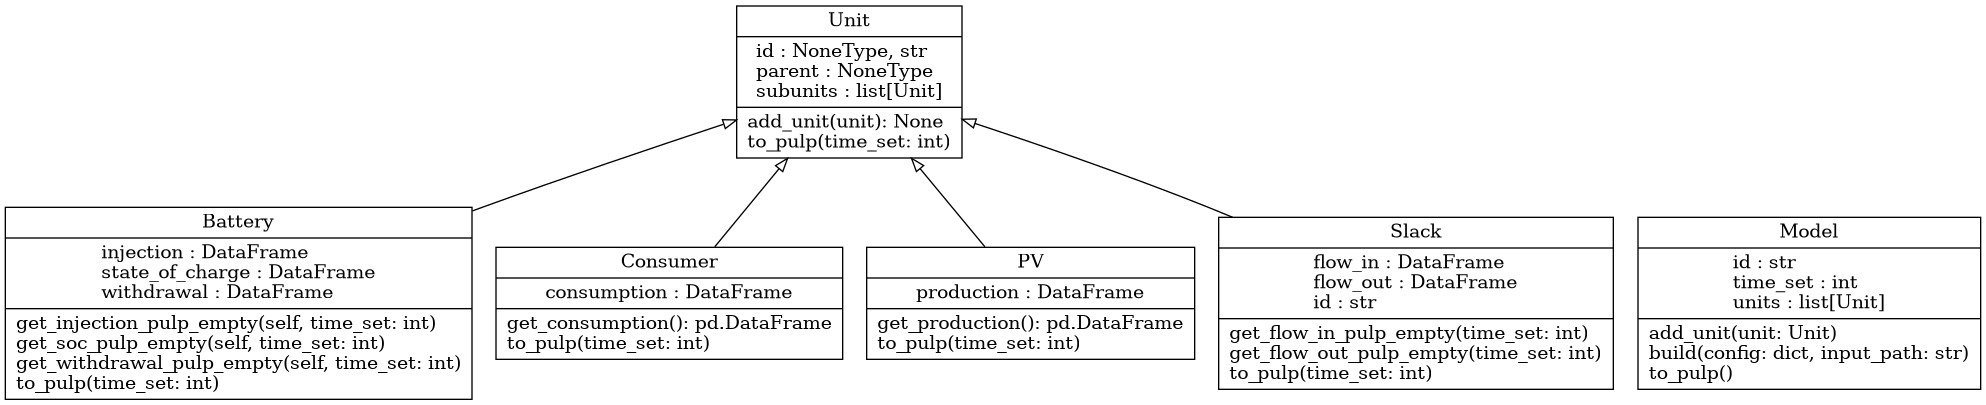 Unit
id : NoneType, str
parent : NoneType
subunits : list[Unit]
add_unit(unit): None
to_pulp(time_set: int)
Battery
injection : DataFrame
state_of_charge : DataFrame
withdrawal : DataFrame
get_injection_pulp_empty(self, time_set: int)
get_soc_pulp_empty(self, time_set: int)
get_withdrawal_pulp_empty(self, time_set: int)
to_pulp(time_set: int)
Consumer
consumption : DataFrame
get_consumption(): pd.DataFrame
to_pulp(time_set: int)
PV
production : DataFrame
get_production(): pd.DataFrame
to_pulp(time_set: int)
Slack
flow_in : DataFrame
flow_out : DataFrame
id : str
get_flow_in_pulp_empty(time_set: int)
get_flow_out_pulp_empty(time_set: int)
to_pulp(time_set: int)
Model
id : str
time_set : int
units : list[Unit]
add_unit(unit: Unit)
build(config: dict, input_path: str)
to_pulp()